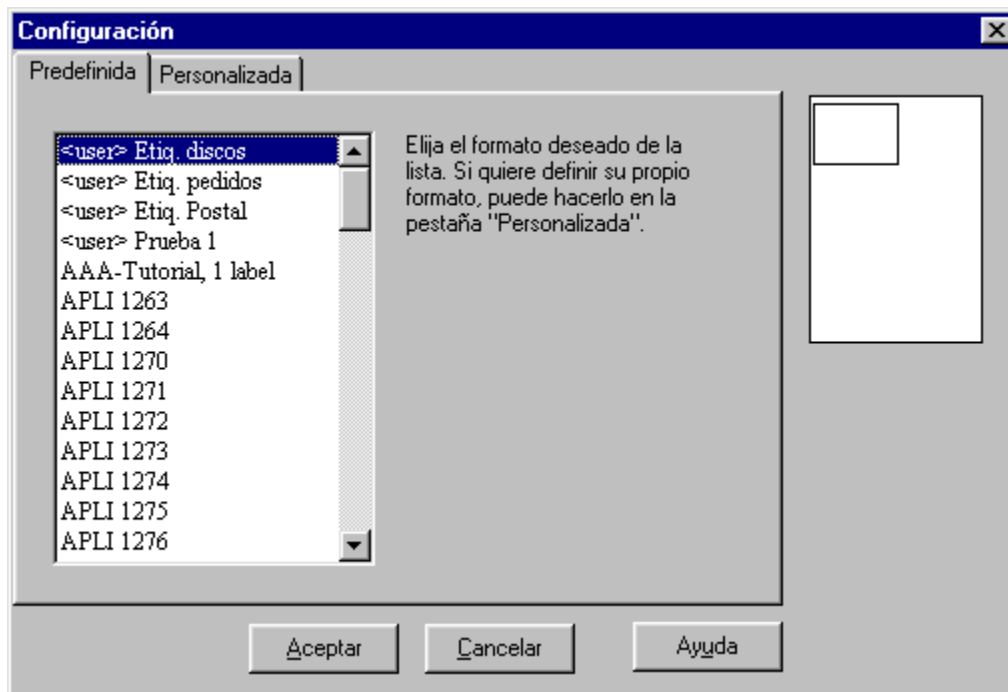 Configuración
Predefinida
Personalizada
<user> Etiq. discos
<user> Etiq. pedidos
<user> Etiq. Postal
<user> Prueba 1
AAA-Tutorial, 1 label
APLI 1263
APLI 1264
APLI 1270
APLI 1271
APLI 1272
APLI 1273
APLI 1274
APLI 1275
APLI 1276
Elija el formato deseado de la
lista. Si quiere definir su propio
formato, puede hacerlo en la
pestaña "Personalizada".
Aceptar
Cancelar
Ayuda